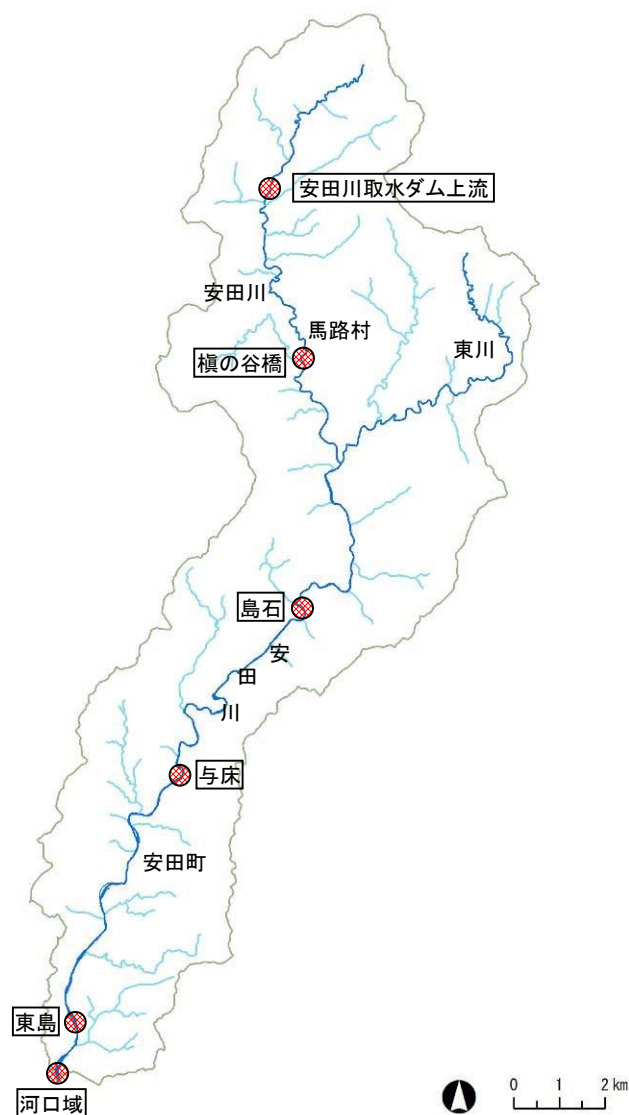 安田川取水ダム上流
安田川
馬路村
東川
槇の谷橋
島石
安田川
与床
安田町
東島
河口域
0 1 2 km